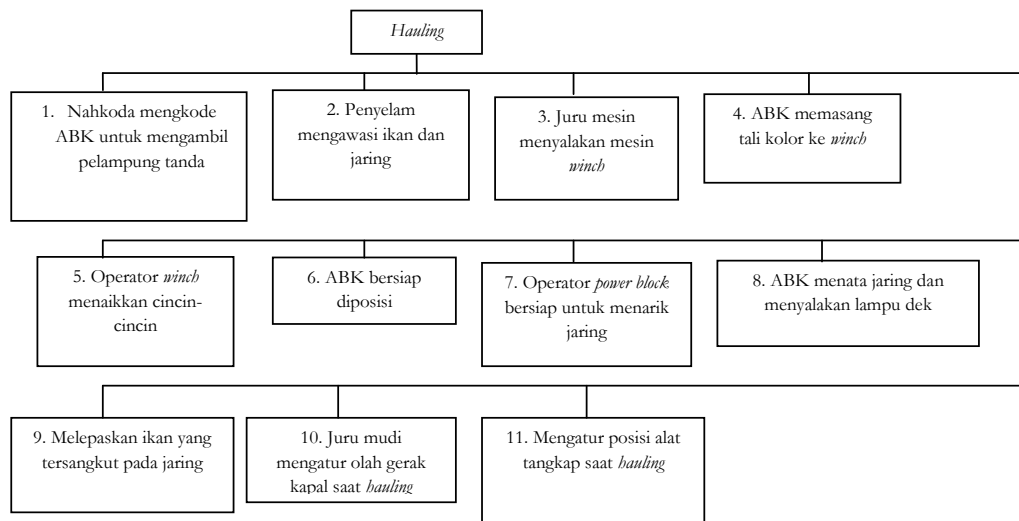 Hauling
1. Nahkoda mengkode
ABK untuk mengambil
pelampung tanda
2. Penyelam
mengawasi ikan dan
jaring
3. Juru mesin
menyalakan mesin
winch
4. ABK memasang
tali kolor ke winch
5. Operator winch
menaikkan cincin-
cincin
6. ABK bersiap
diposisi
7. Operator power block
bersiap untuk menarik
jaring
8. ABK menata jaring dan
menyalakan lampu dek
9. Melepaskan ikan yang
tersangkut pada jaring
10. Juru mudi
mengatur olah gerak
kapal saat hauling
11. Mengatur posisi alat
tangkap saat hauling